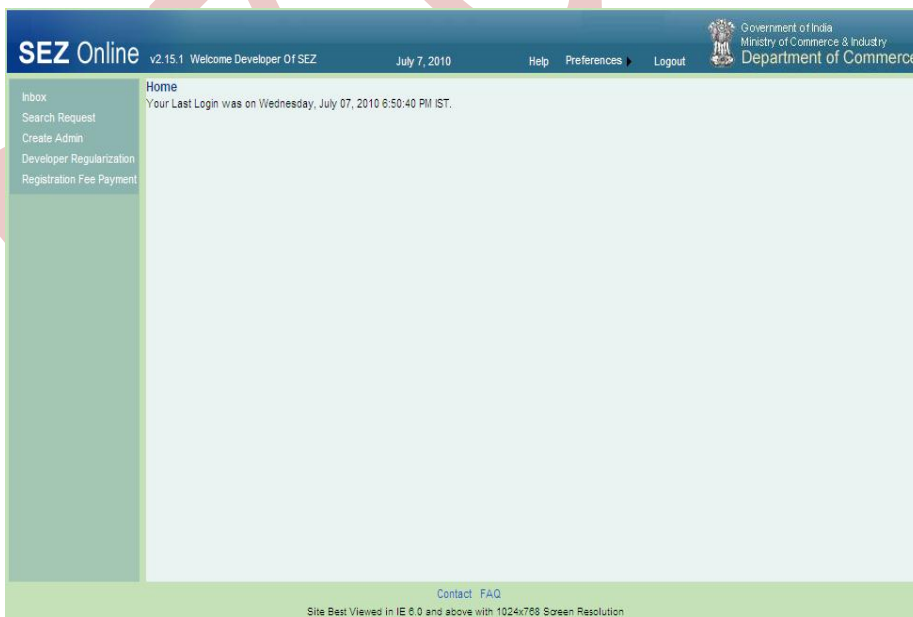 Government of India
Ministry of Commerce & Industry
Department of Commerce
SEZ Online v2.15.1 Welcome Developer Of SEZ July 7, 2010 Help Preferences Logout
Inbox
Search Request
Create Admin
Developer Regularization
Registration Fee Payment
Home
Your Last Login was on Wednesday, July 07, 2010 6:50:40 PM IST.
Contact FAQ
Site Best Viewed in IE 6.0 and above with 1024x768 Screen Resolution